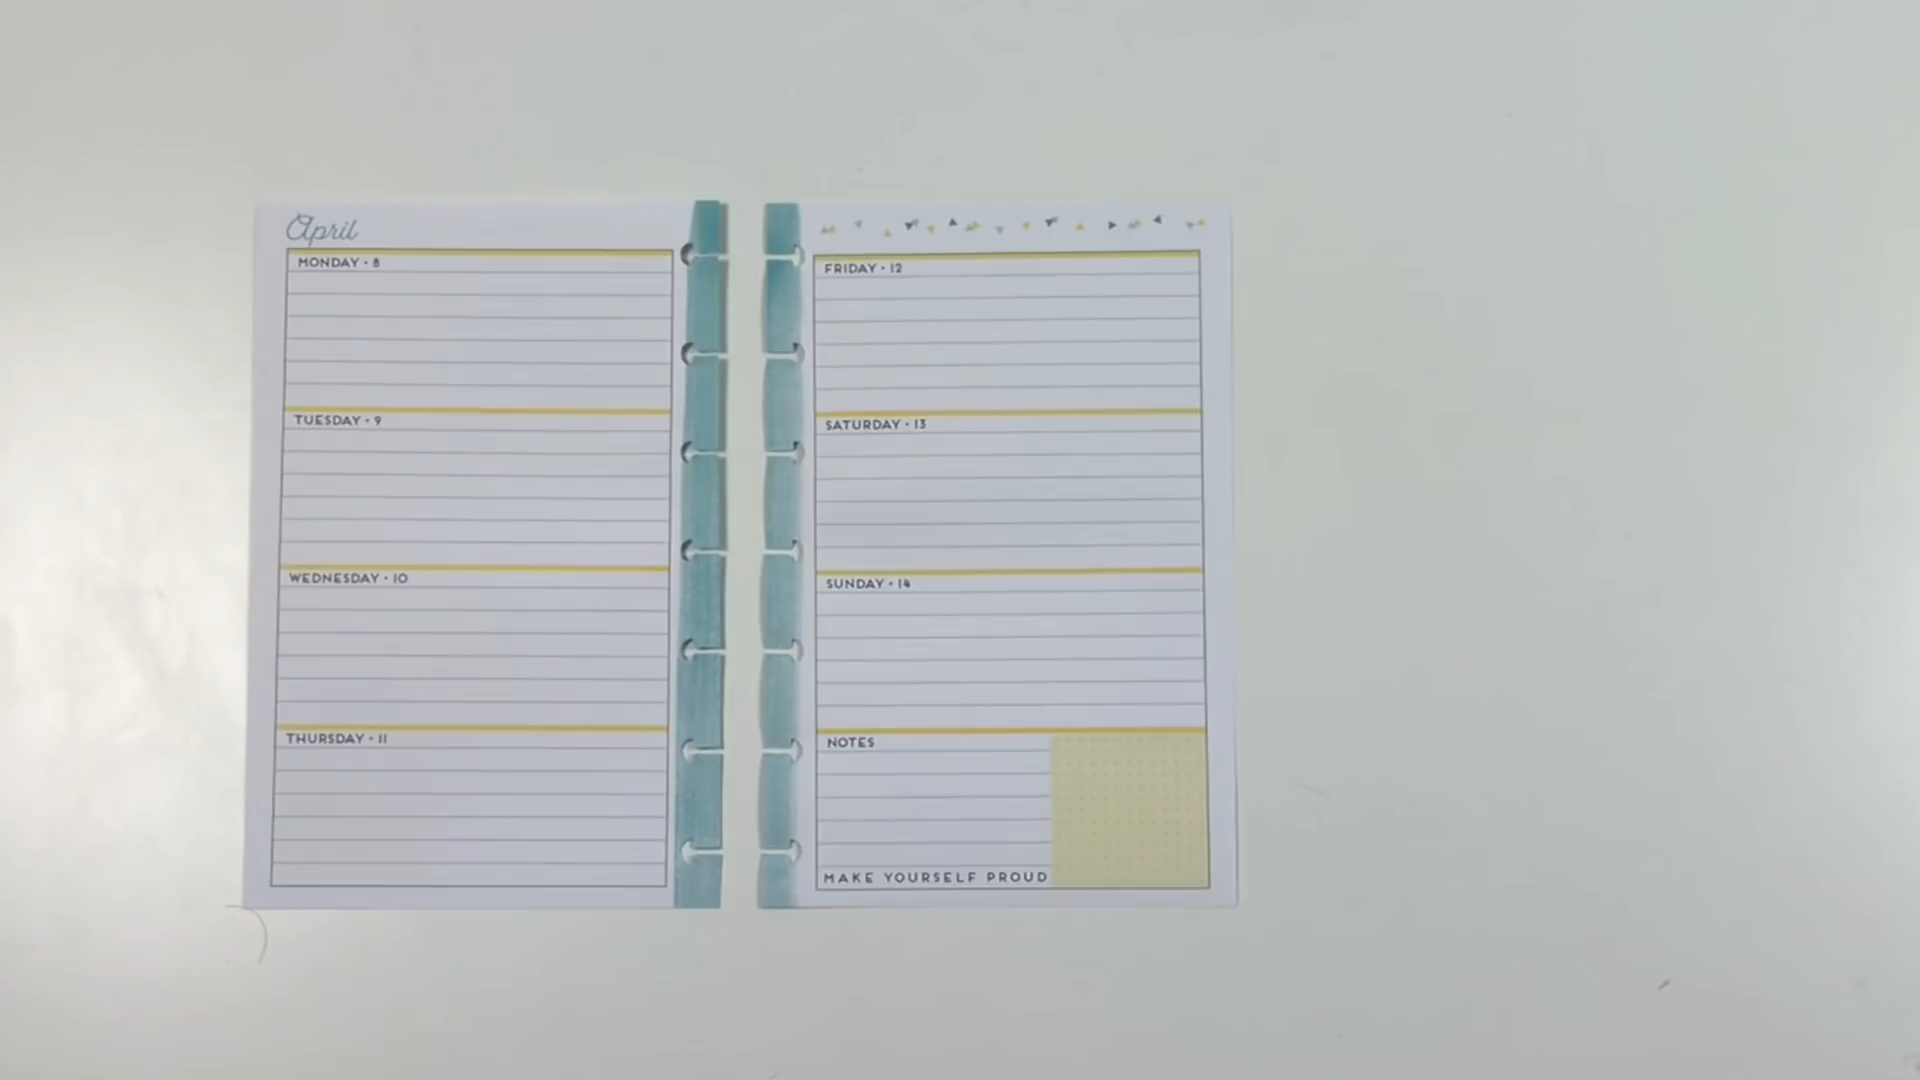 April
MONDAY • 8
TUESDAY • 9
WEDNESDAY • 10
THURSDAY • 11
FRIDAY • 12
SATURDAY • 13
SUNDAY • 14
NOTES
MAKE YOURSELF PROUD